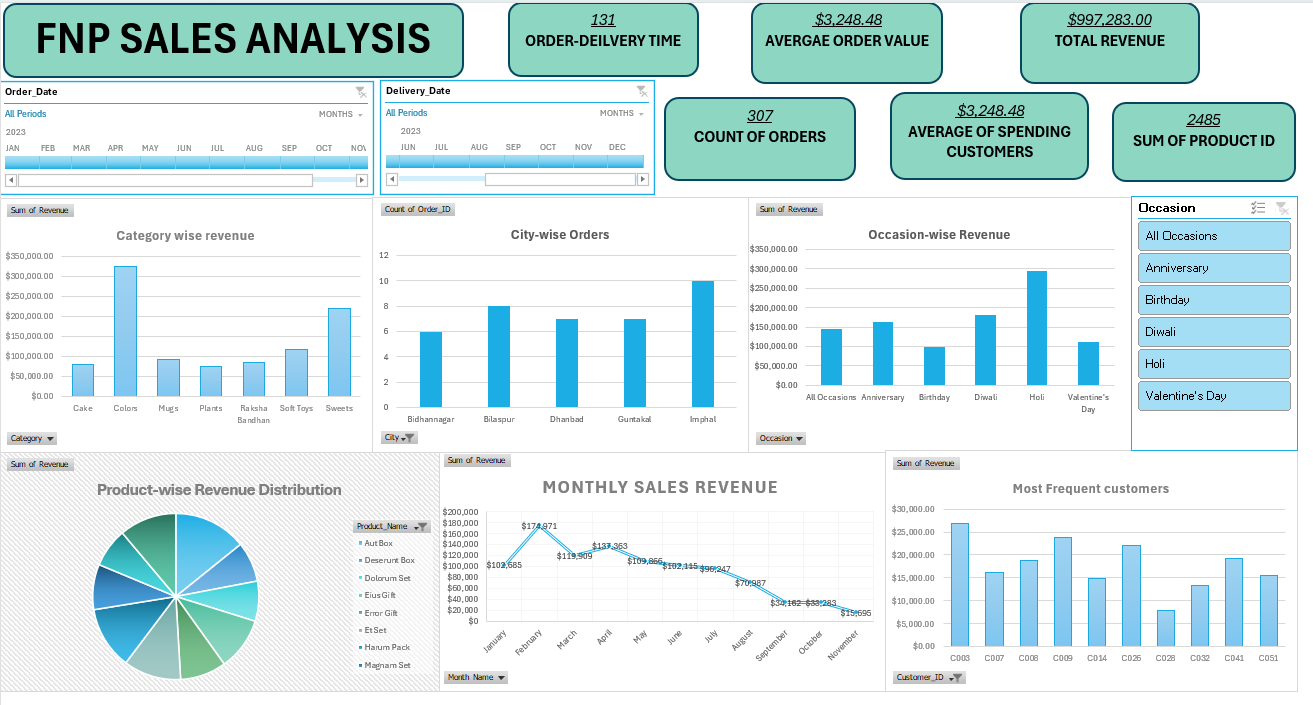 FNP SALES ANALYSIS
131
ORDER-DEILVERY TIME
$3,248.48
AVERGAE ORDER VALUE
$997,283.00
TOTAL REVENUE
Order_Date
All Periods
MONTHS
2023
JAN FEB MAR APR MAY JUN JUL AUG SEP OCT NOV
Delivery_Date
All Periods
MONTHS
2023
JUN JUL AUG SEP OCT NOV DEC
307
COUNT OF ORDERS
$3,248.48
AVERAGE OF SPENDING
CUSTOMERS
2485
SUM OF PRODUCT ID
Sum of Revenue
Category wise revenue
$350,000.00
$300,000.00
$250,000.00
$200,000.00
$150,000.00
$100,000.00
$50,000.00
$0.00
Cake Colors Mugs Plants Raksha Bandhan Soft Toys Sweets
Category
Count of Order_ID
City-wise Orders
12
10
8
6
4
2
0
Bidhannagar Bilaspur Dhanbad Guntakal Imphal
City
Sum of Revenue
Occasion-wise Revenue
$350,000.00
$300,000.00
$250,000.00
$200,000.00
$150,000.00
$100,000.00
$50,000.00
$0.00
All Occasions Anniversary Birthday Diwali Holi Valentine's Day
Occasion
Occasion
All Occasions
Anniversary
Birthday
Diwali
Holi
Valentine's Day
Sum of Revenue
Product-wise Revenue Distribution
Product_Name
Aut Box
Deserunt Box
Dolorum Set
Eius Gift
Error Gift
Et Set
Harum Pack
Magnam Set
Sum of Revenue
MONTHLY SALES REVENUE
$200,000
$180,000
$160,000
$140,000
$120,000
$100,000
$80,000
$60,000
$40,000
$20,000
$0
$174,971
$119,909
$137,363
$102,115
$70,987
$34,162
$33,283
$15,695
January February March April May June July August September October November
Month Name
Sum of Revenue
Most Frequent customers
$30,000.00
$25,000.00
$20,000.00
$15,000.00
$10,000.00
$5,000.00
$0.00
C003 C007 C008 C009 C014 C026 C028 C032 C041 C051
Customer_ID